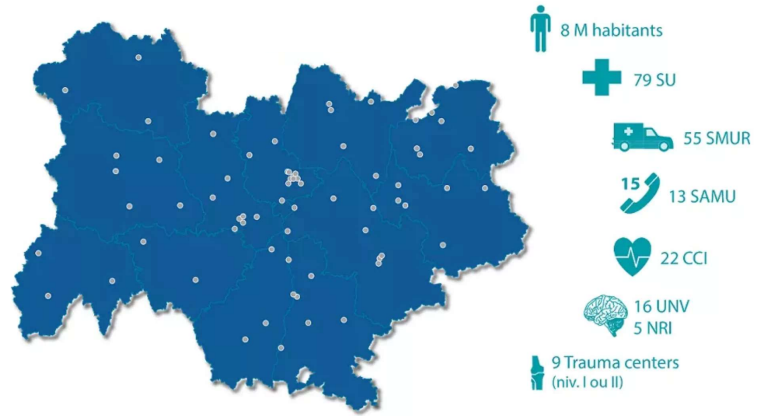 8 M habitants
79 SU
55 SMUR
15
13 SAMU
22 CCI
16 UNV
5 NRI
9 Trauma centers
(niv. I ou II)